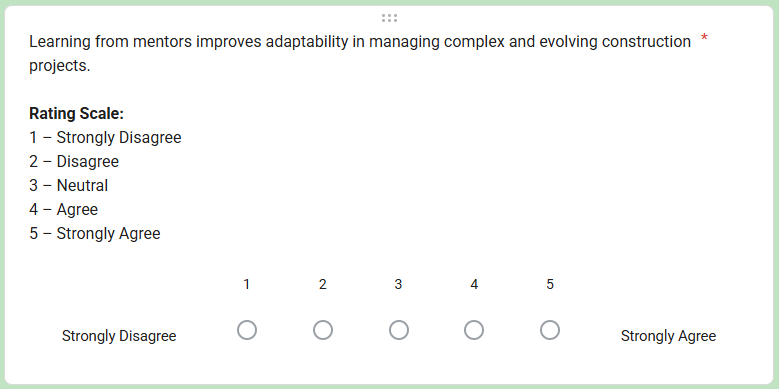 Learning from mentors improves adaptability in managing complex and evolving construction *
projects.
Rating Scale:
1 – Strongly Disagree
2 – Disagree
3 – Neutral
4 – Agree
5 – Strongly Agree
1 2 3 4 5
Strongly Disagree Strongly Agree